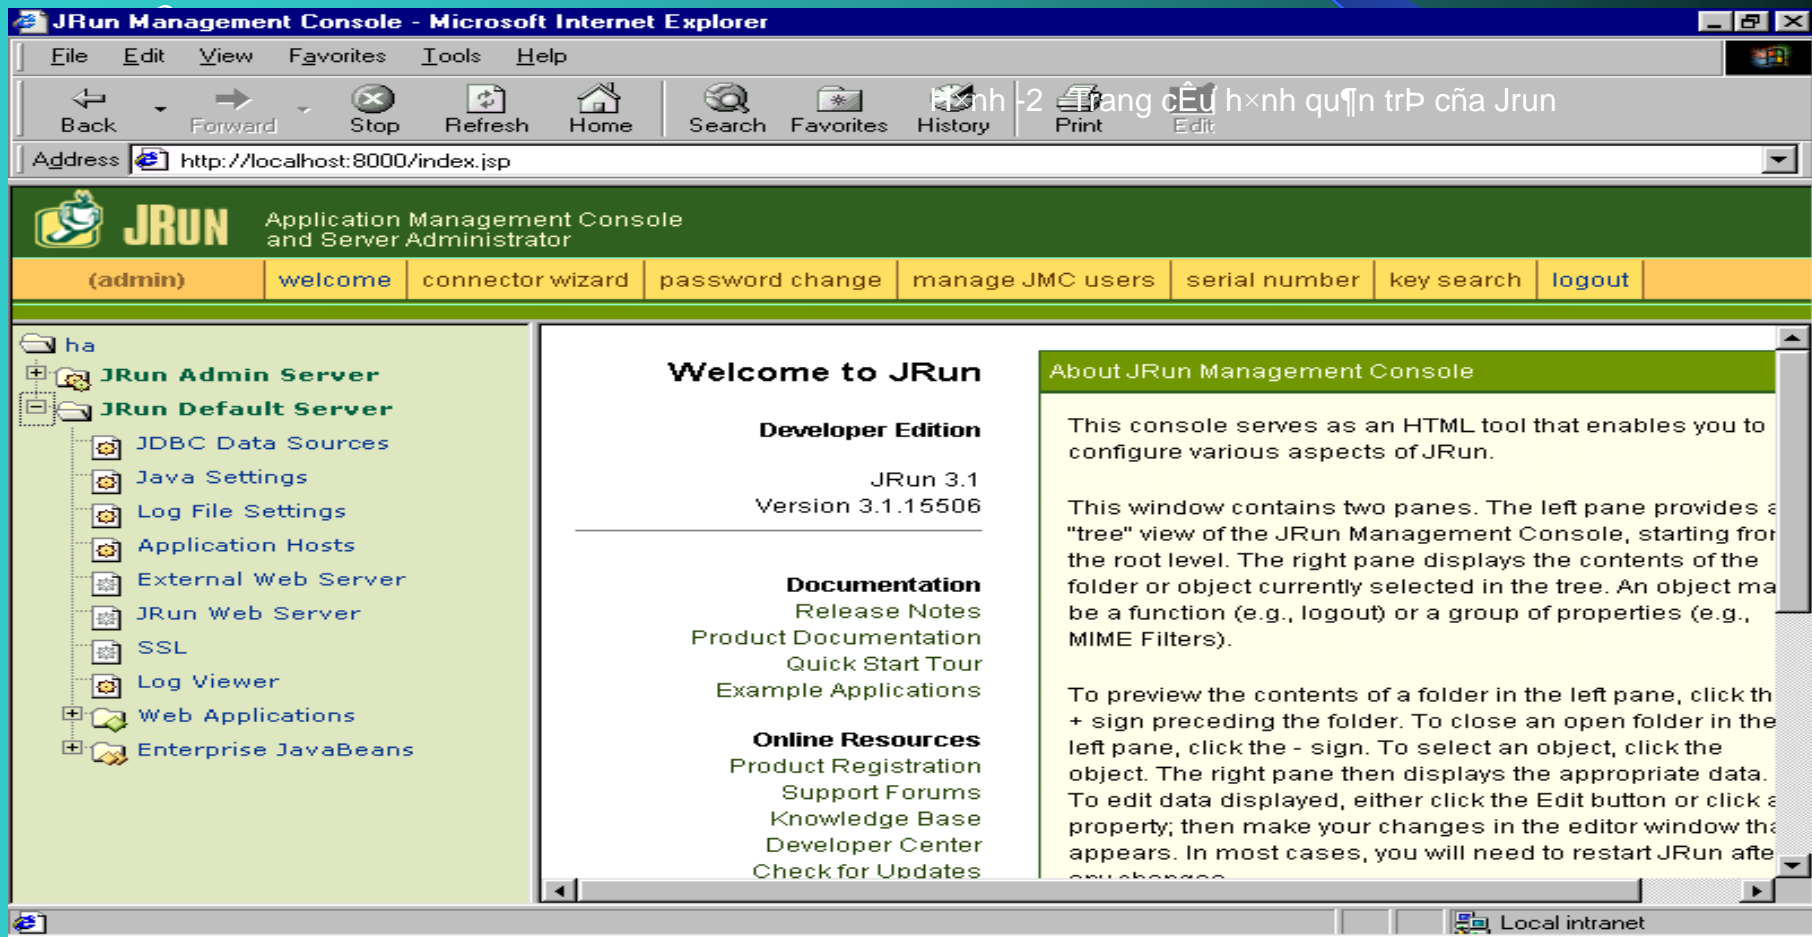 JRun Management Console - Microsoft Internet Explorer
File Edit View Favorites Tools Help
H×nh -2 Trang cÊu h×nh qu¶n trÞ cña Jrun
Back Forward Stop Refresh Home Search Favorites History Print Edit
Address http://localhost:8000/index.jsp
JRUN Application Management Console
and Server Administrator
(admin) welcome connector wizard password change manage JMC users serial number key search logout
ha
JRun Admin Server
JRun Default Server
JDBC Data Sources
Java Settings
Log File Settings
Application Hosts
External Web Server
JRun Web Server
SSL
Log Viewer
Web Applications
Enterprise JavaBeans
Welcome to JRun
Developer Edition
JRun 3.1
Version 3.1.15506
Documentation
Release Notes
Product Documentation
Quick Start Tour
Example Applications
Online Resources
Product Registration
Support Forums
Knowledge Base
Developer Center
Check for Updates
About JRun Management Console
This console serves as an HTML tool that enables you to
configure various aspects of JRun.
This window contains two panes. The left pane provides
"tree" view of the JRun Management Console, starting
the root level. The right pane displays the contents of the
folder or object currently selected in the tree. An object
be a function (e.g., logout) or a group of properties (e.g.,
MIME Filters).
To preview the contents of a folder in the left pane, click
+ sign preceding the folder. To close an open folder in the
left pane, click the - sign. To select an object, click the
object. The right pane then displays the appropriate data.
To edit data displayed, either click the Edit button or click
property; then make your changes in the editor window
appears. In most cases, you will need to restart JRun
Local intranet